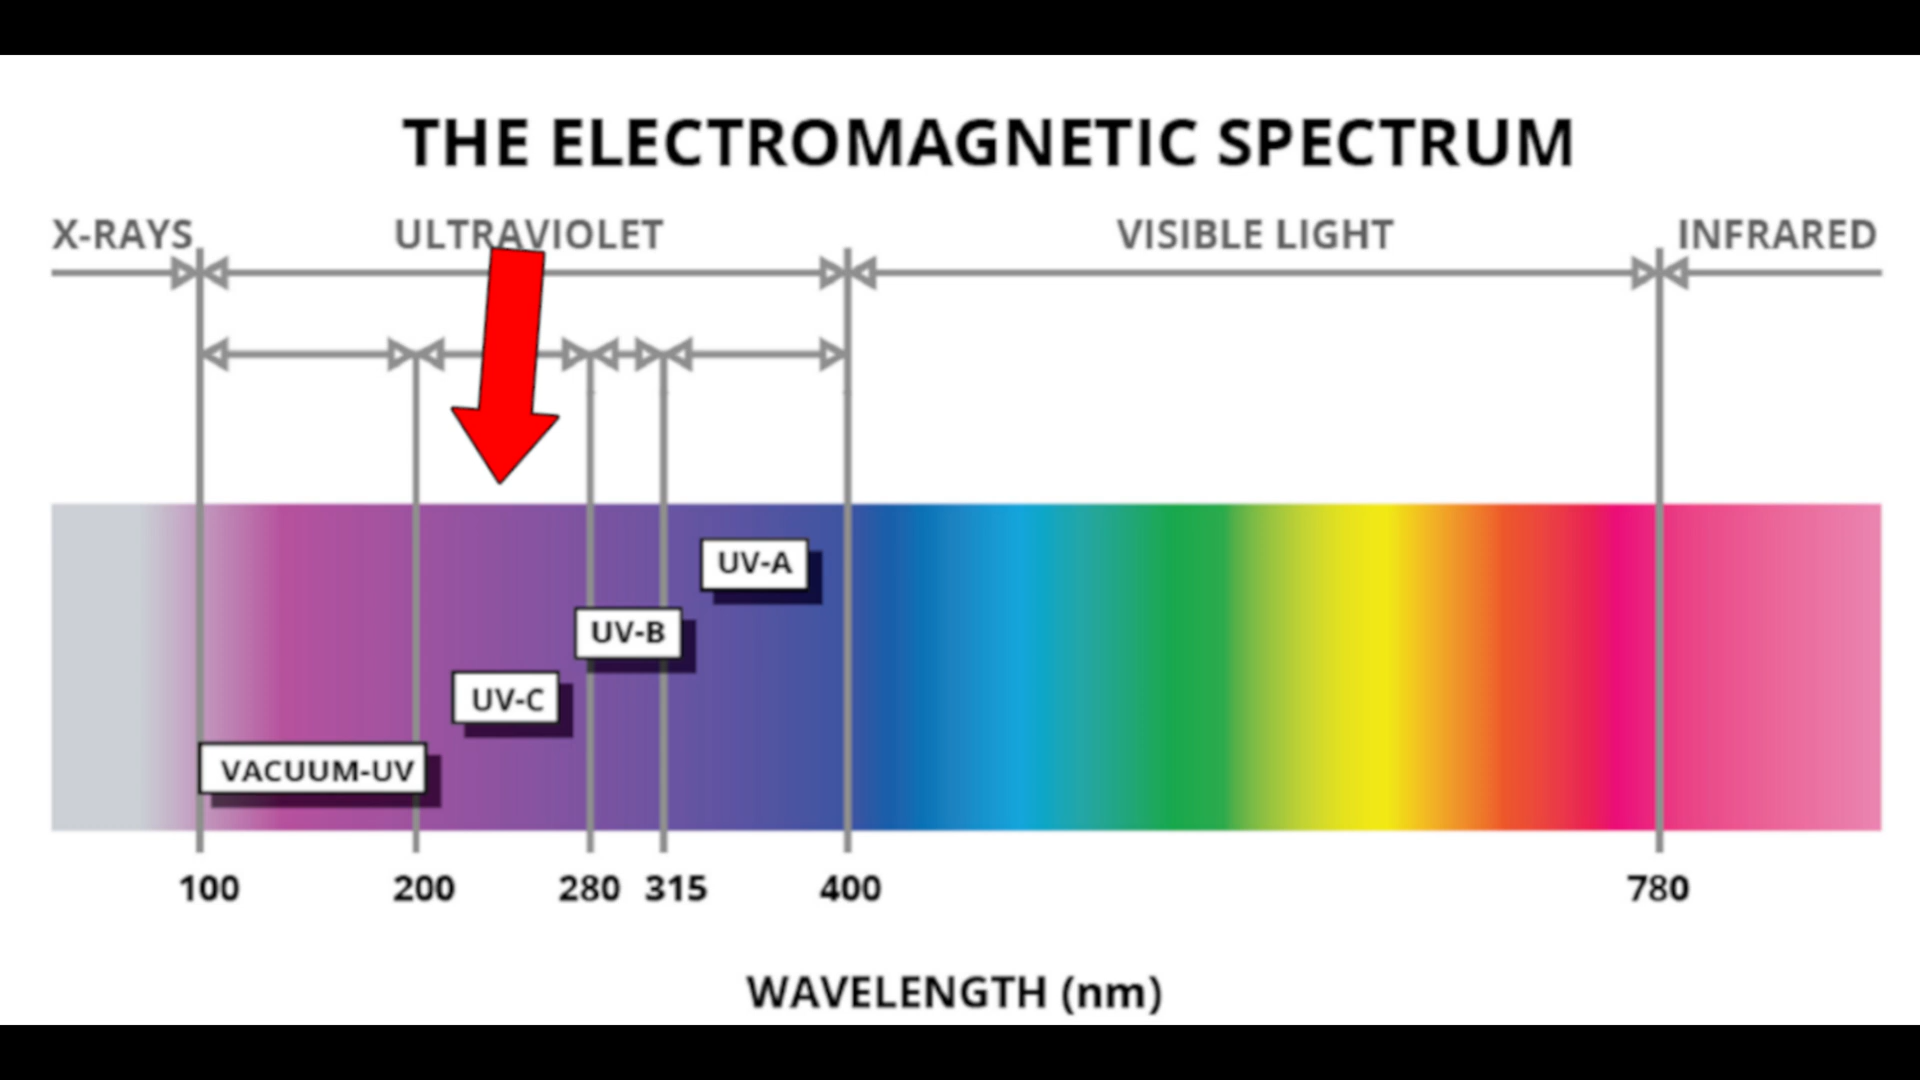 THE ELECTROMAGNETIC SPECTRUM
X-RAYS ULTRAVIOLET VISIBLE LIGHT INFRARED
UV-A
UV-B
UV-C
VACUUM-UV
100 200 280 315 400 780
WAVELENGTH (nm)